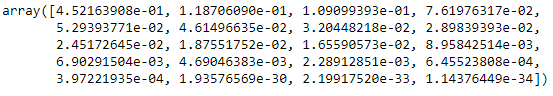 array([4.52163908e-01, 1.18706090e-01, 1.09099393e-01, 7.61976317e-02,
5.29393771e-02, 4.61496635e-02, 3.20448218e-02, 2.89839393e-02,
2.45172645e-02, 1.87551752e-02, 1.65590573e-02, 8.95842514e-03,
6.90291504e-03, 4.69046383e-03, 2.28912851e-03, 6.45523808e-04,
3.97221935e-04, 1.93576569e-30, 2.19917520e-33, 1.14376449e-34])